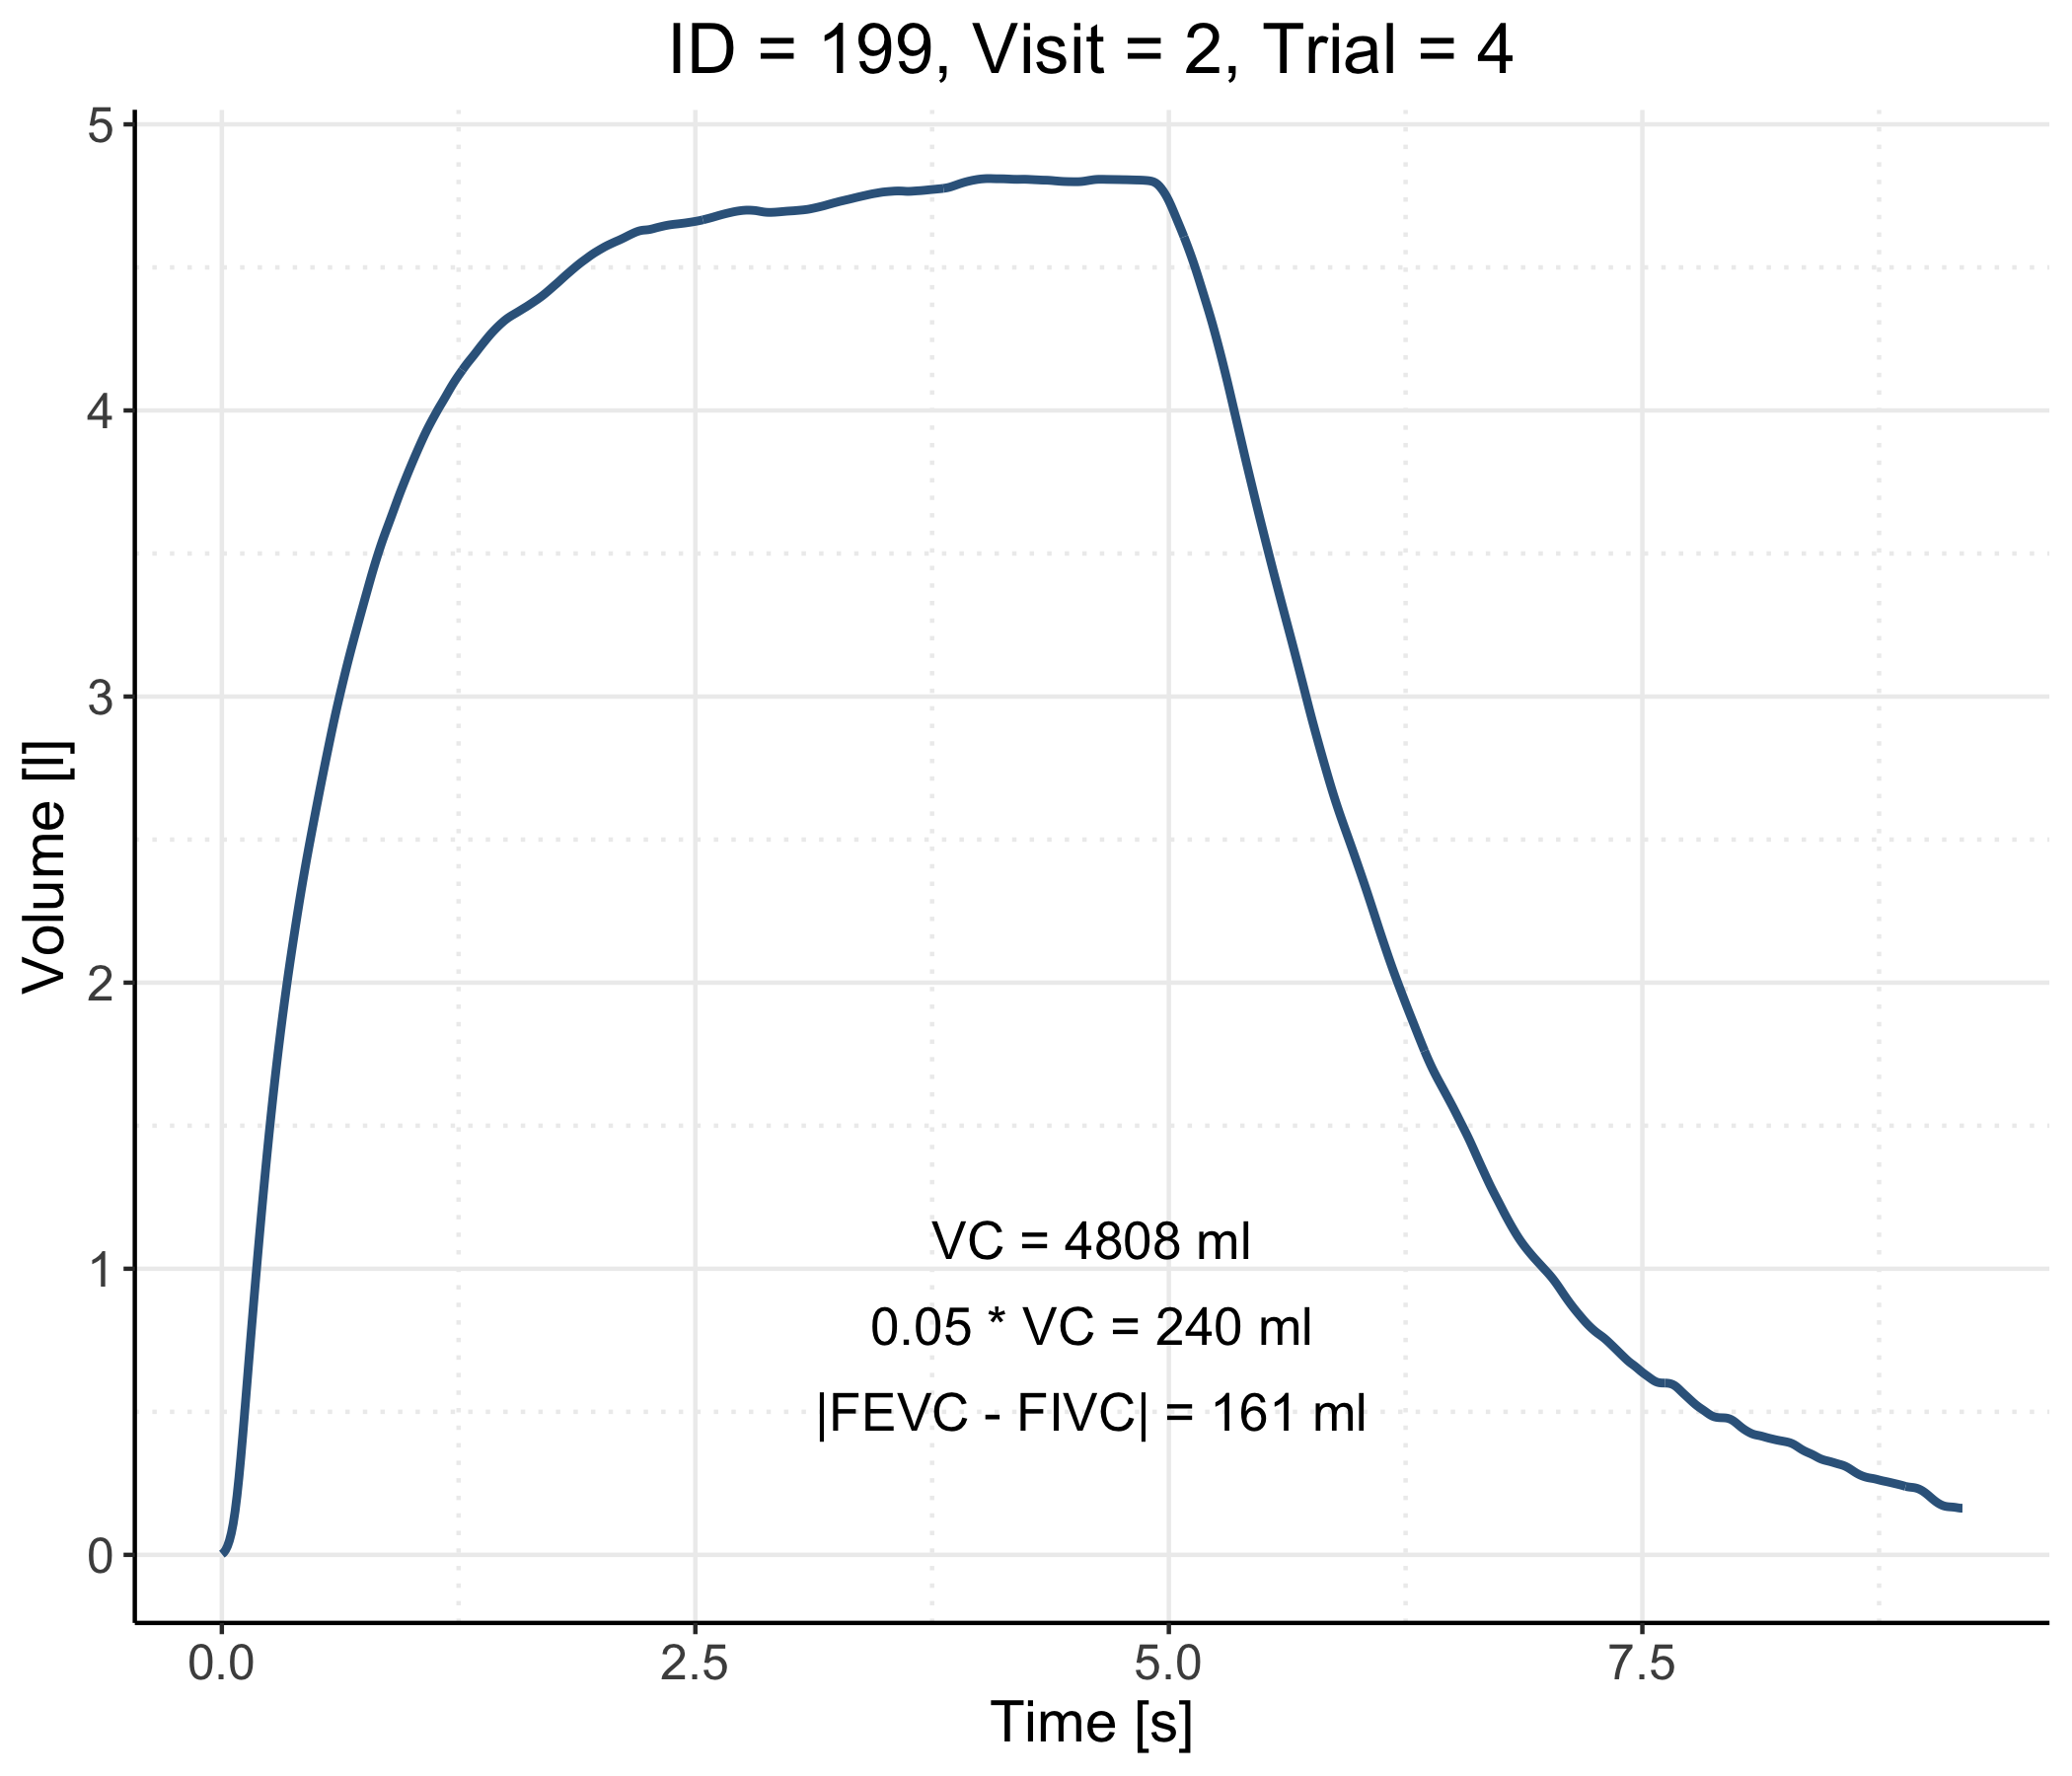 ID = 199, Visit = 2, Trial = 4
5
4
3
2
1
0
Volume [l]
VC = 4808 ml
0.05 * VC = 240 ml
|FEVC - FIVC| = 161 ml
0.0 2.5 5.0 7.5
Time [s]